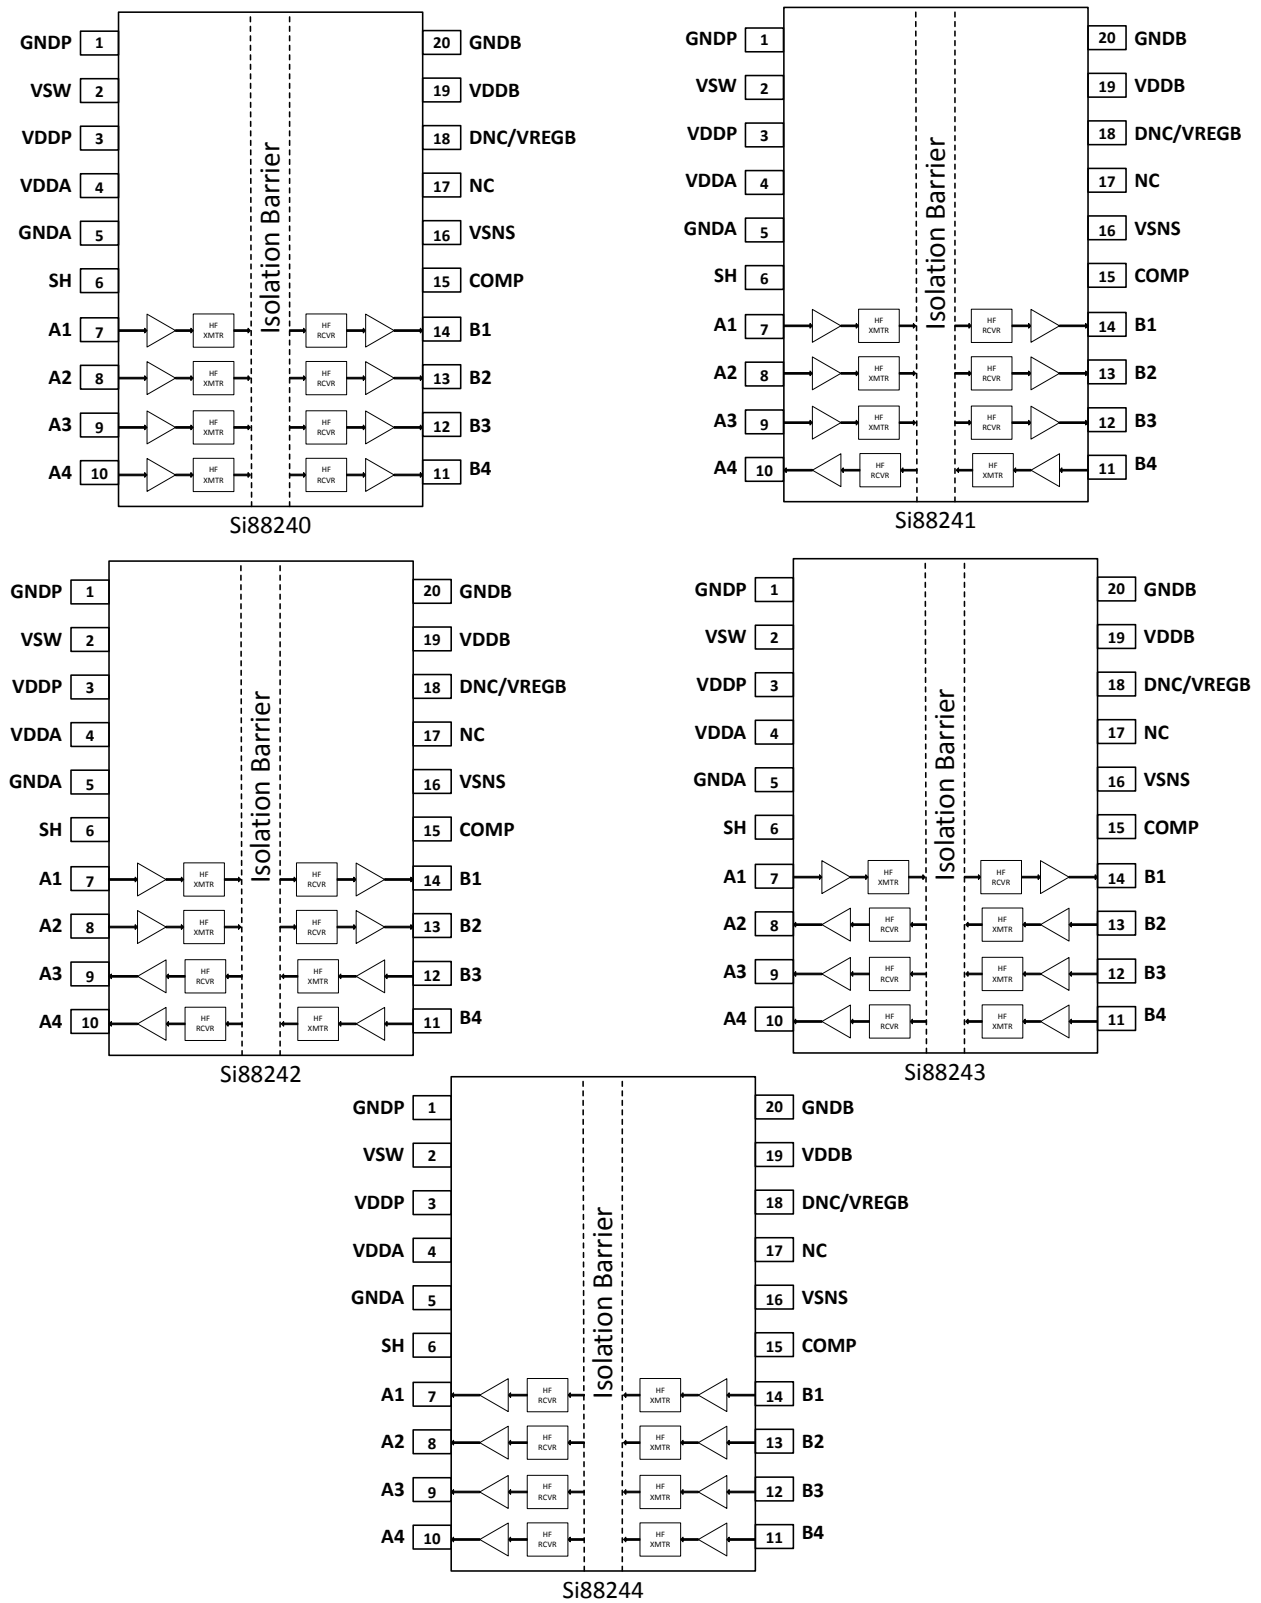 GNDP 1 20 GNDB
VSW 2 19 VDDB
VDDP 3 18 DNC/VREGB
VDDA 4 17 NC
GNDA 5 16 VSNS
SH 6 15 COMP
Isolation Barrier
A1 7 HF XMTR HF RCVR 14 B1
A2 8 HF XMTR HF RCVR 13 B2
A3 9 HF XMTR HF RCVR 12 B3
A4 10 HF XMTR HF RCVR 11 B4
Si88240
GNDP 1 20 GNDB
VSW 2 19 VDDB
VDDP 3 18 DNC/VREGB
VDDA 4 17 NC
GNDA 5 16 VSNS
SH 6 15 COMP
Isolation Barrier
A1 7 HF XMTR HF RCVR 14 B1
A2 8 HF XMTR HF RCVR 13 B2
A3 9 HF XMTR HF RCVR 12 B3
A4 10 HF RCVR HF XMTR 11 B4
Si88241
GNDP 1 20 GNDB
VSW 2 19 VDDB
VDDP 3 18 DNC/VREGB
VDDA 4 17 NC
GNDA 5 16 VSNS
SH 6 15 COMP
Isolation Barrier
A1 7 HF XMTR HF RCVR 14 B1
A2 8 HF XMTR HF RCVR 13 B2
A3 9 HF RCVR HF XMTR 12 B3
A4 10 HF RCVR HF XMTR 11 B4
Si88242
GNDP 1 20 GNDB
VSW 2 19 VDDB
VDDP 3 18 DNC/VREGB
VDDA 4 17 NC
GNDA 5 16 VSNS
SH 6 15 COMP
Isolation Barrier
A1 7 HF XMTR HF RCVR 14 B1
A2 8 HF RCVR HF XMTR 13 B2
A3 9 HF RCVR HF XMTR 12 B3
A4 10 HF RCVR HF XMTR 11 B4
Si88243
GNDP 1 20 GNDB
VSW 2 19 VDDB
VDDP 3 18 DNC/VREGB
VDDA 4 17 NC
GNDA 5 16 VSNS
SH 6 15 COMP
Isolation Barrier
A1 7 HF RCVR HF XMTR 14 B1
A2 8 HF RCVR HF XMTR 13 B2
A3 9 HF RCVR HF XMTR 12 B3
A4 10 HF RCVR HF XMTR 11 B4
Si88244